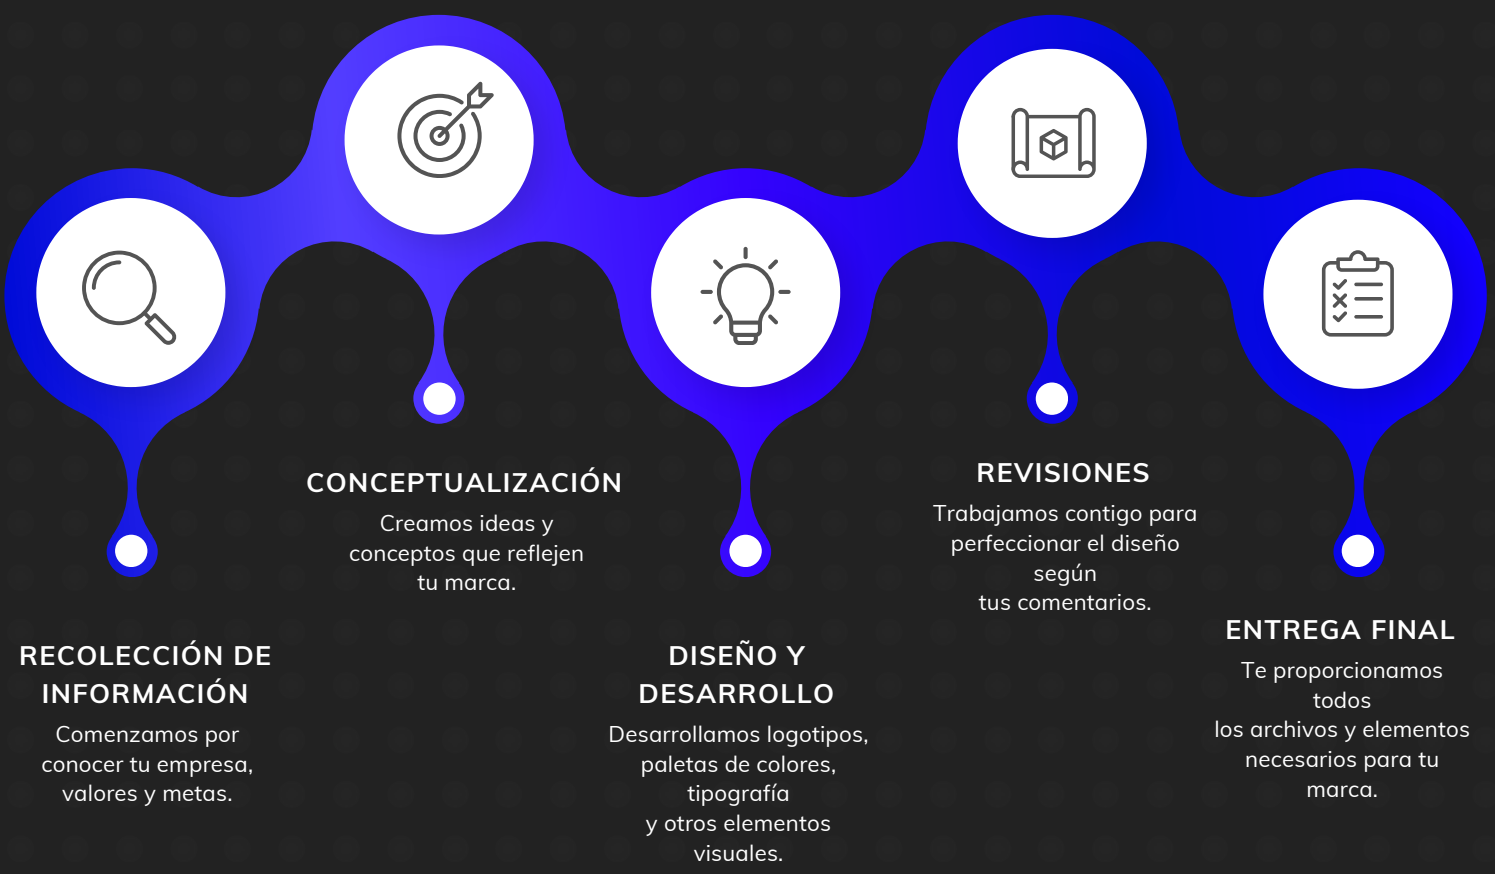 RECOLECCIÓN DE
INFORMACIÓN
Comenzamos por
conocer tu empresa,
valores y metas.
CONCEPTUALIZACIÓN
Creamos ideas y
conceptos que reflejen
tu marca.
DISEÑO Y
DESARROLLO
Desarrollamos logotipos,
paletas de colores,
tipografía
y otros elementos
visuales.
REVISIONES
Trabajamos contigo para
perfeccionar el diseño
según
tus comentarios.
ENTREGA FINAL
Te proporcionamos
todos
los archivos y elementos
necesarios para tu
marca.